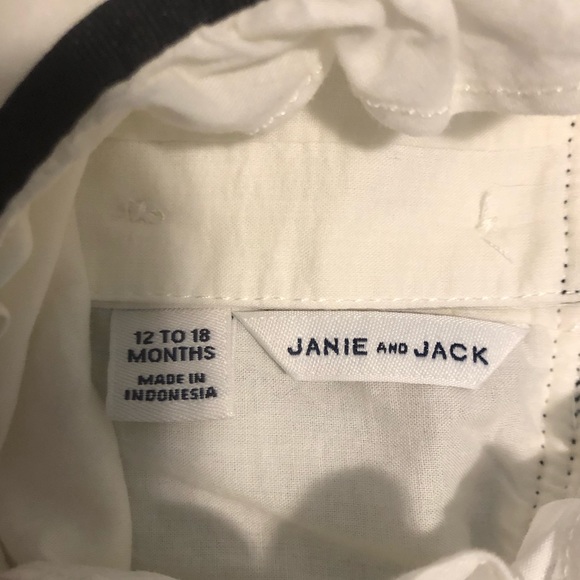 12 TO 18
MONTHS
MADE IN
INDONESIA
JANIE AND JACK